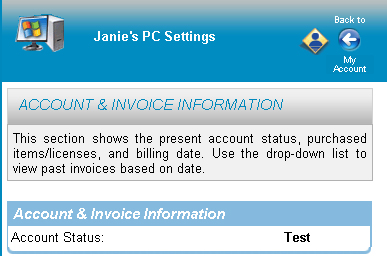 Back to
Janie's PC Settings
My
Account
ACCOUNT & INVOICE INFORMATION
This section shows the present account status, purchased
items/licenses, and billing date. Use the drop-down list to
view past invoices based on date.
Account & Invoice Information
Account Status: Test